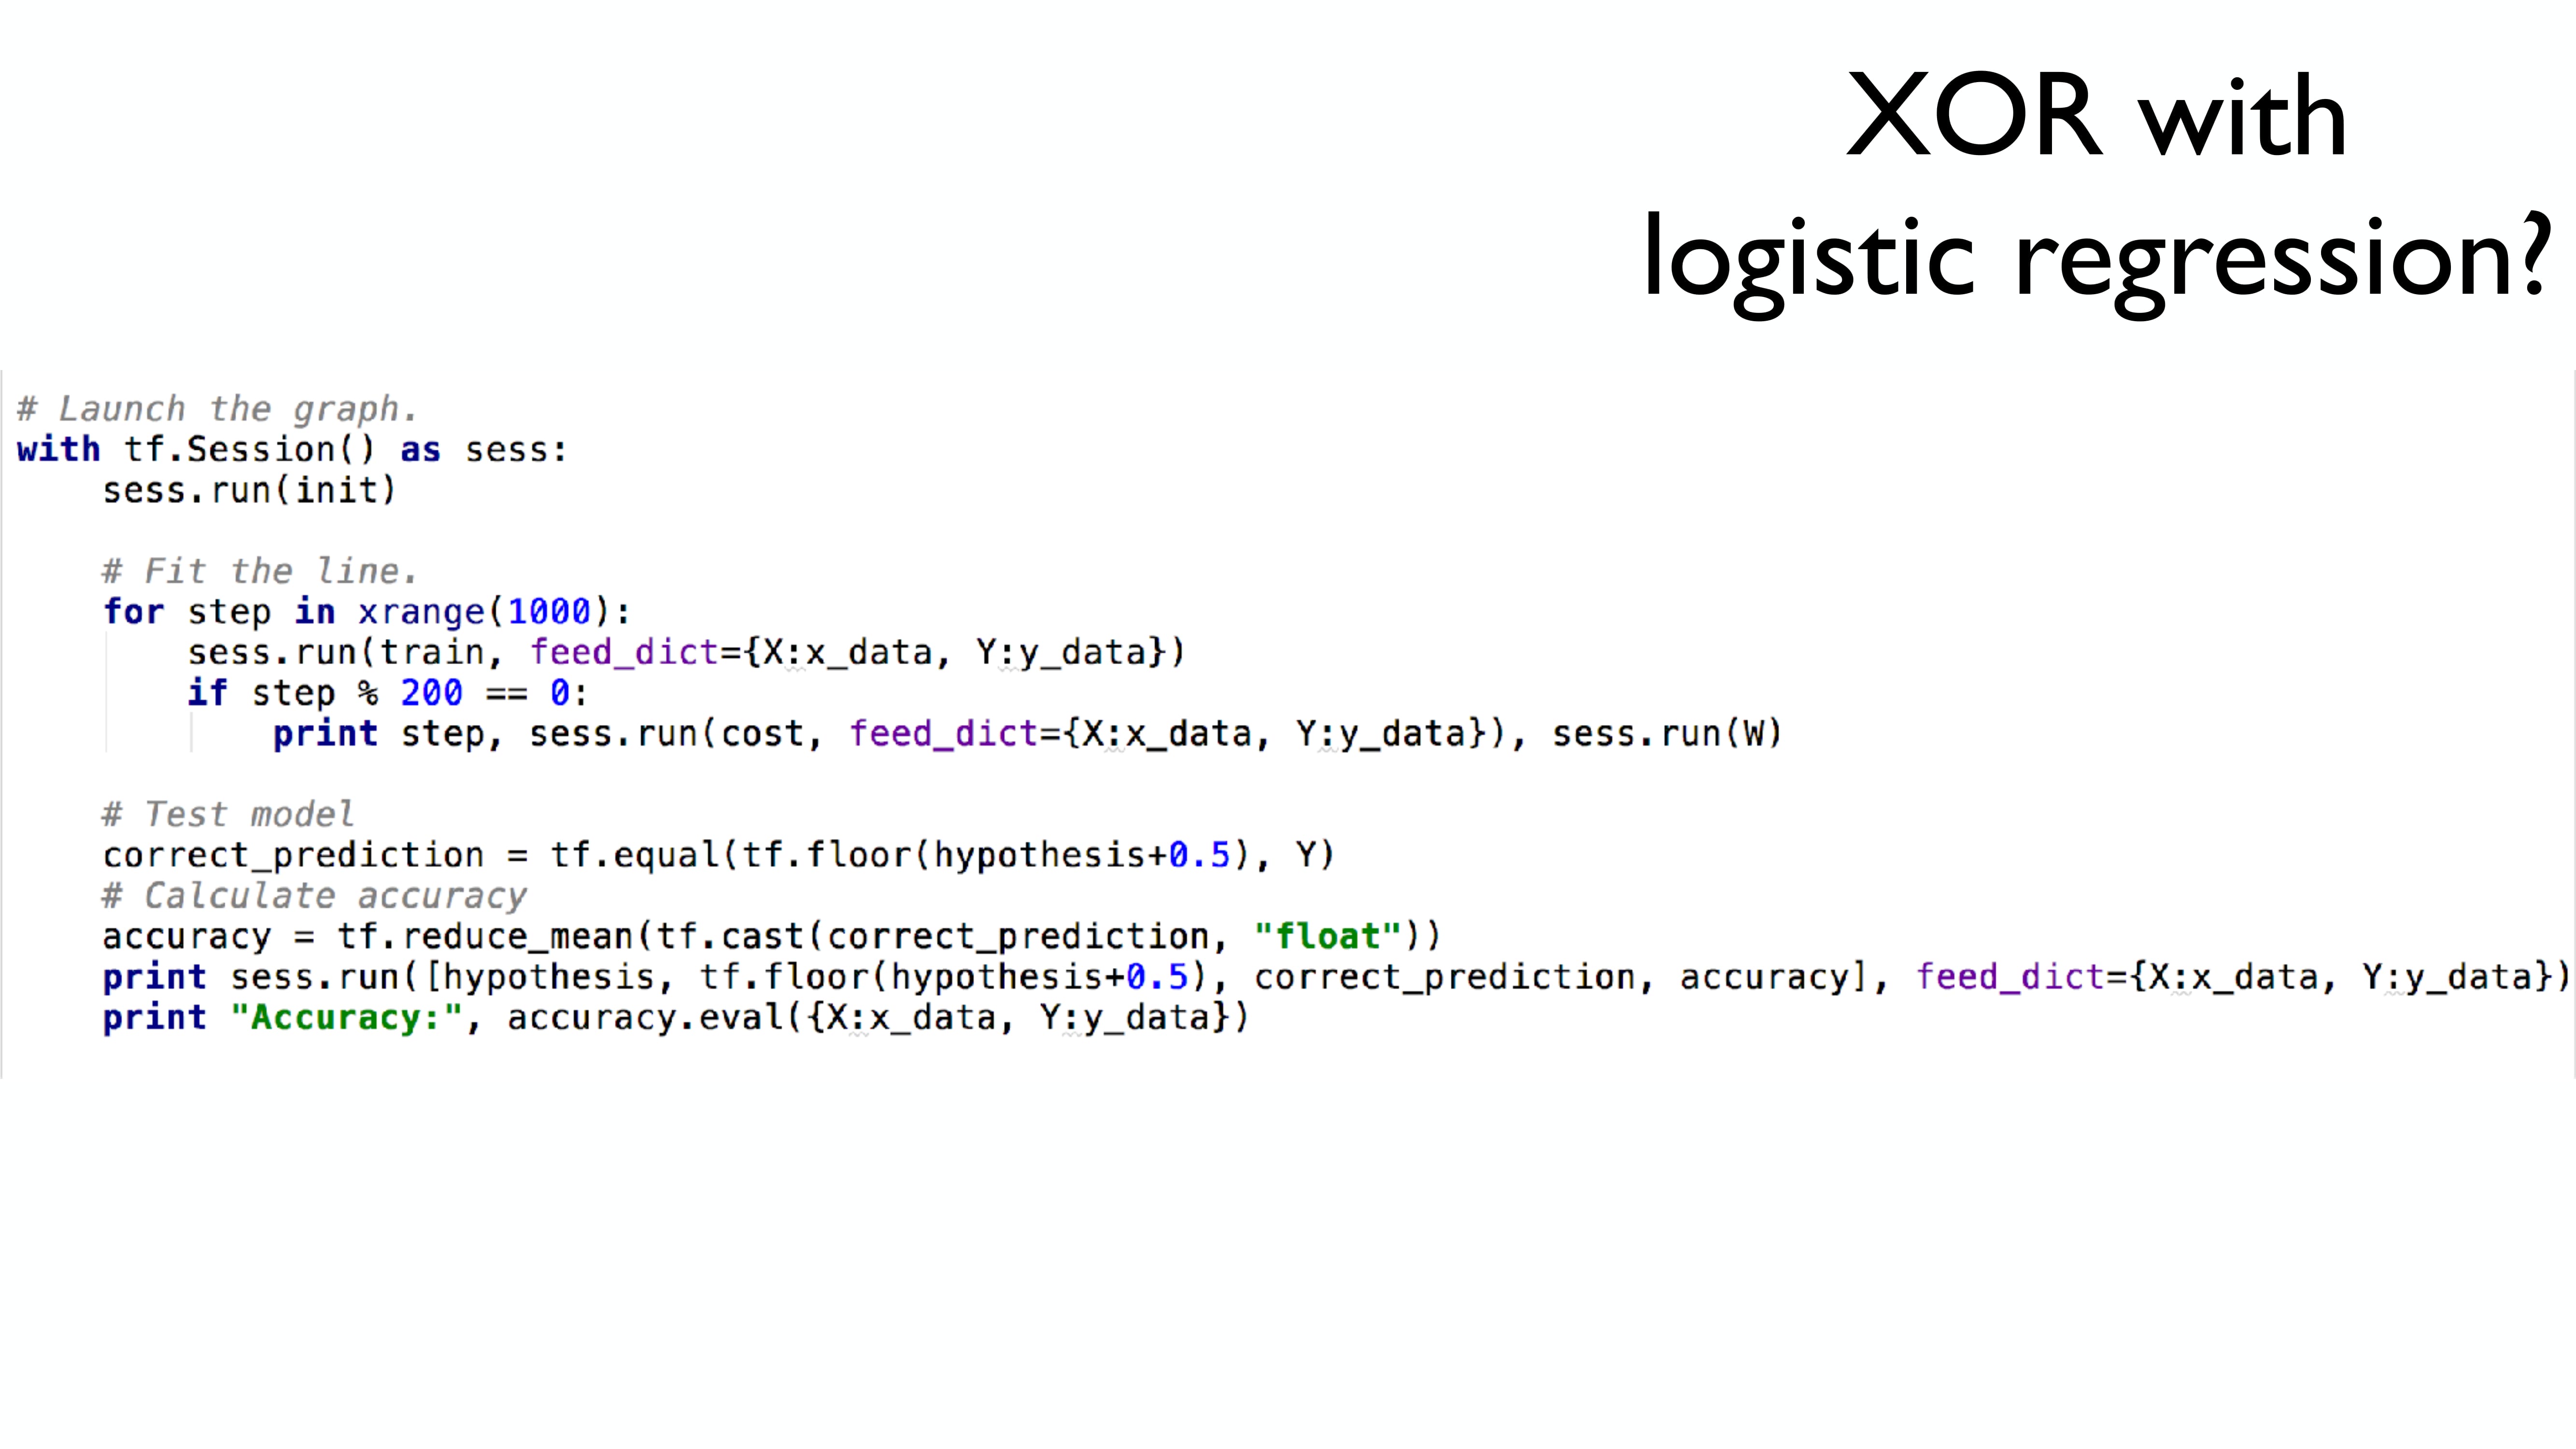 XOR with
logistic regression?
# Launch the graph.
with tf.Session() as sess:
    sess.run(init)

    # Fit the line.
    for step in xrange(1000):
        sess.run(train, feed_dict={X:x_data, Y:y_data})
        if step % 200 == 0:
            print step, sess.run(cost, feed_dict={X:x_data, Y:y_data}), sess.run(W)

    # Test model
    correct_prediction = tf.equal(tf.floor(hypothesis+0.5), Y)
    # Calculate accuracy
    accuracy = tf.reduce_mean(tf.cast(correct_prediction, "float"))
    print sess.run([hypothesis, tf.floor(hypothesis+0.5), correct_prediction, accuracy], feed_dict={X:x_data, Y:y_data})
    print "Accuracy:", accuracy.eval({X:x_data, Y:y_data})